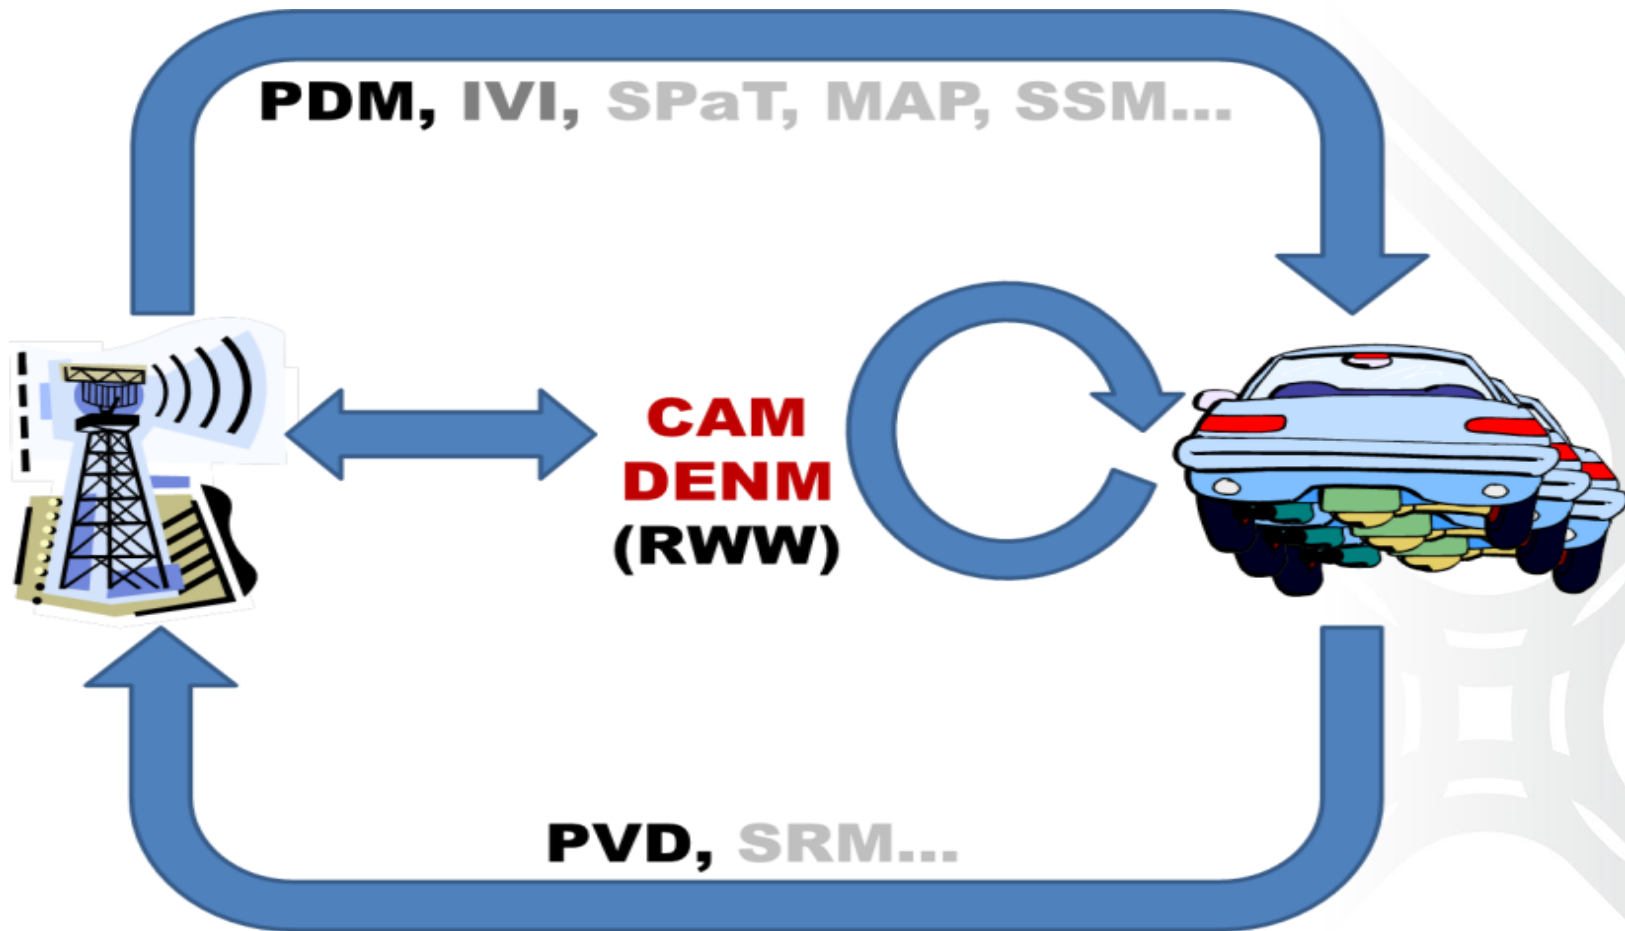 PDM, IVI, SPaT, MAP, SSM...
CAM
DENM
(RWW)
PVD, SRM...